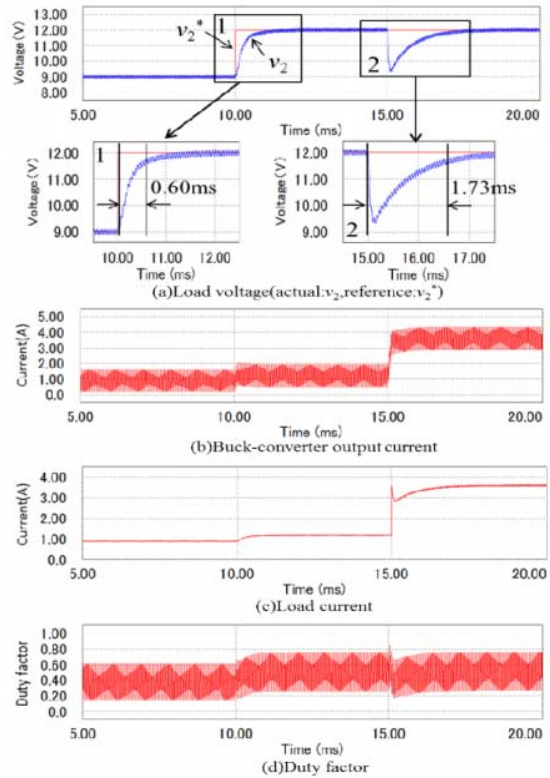 Voltage(V)
13.00
12.00
11.00
10.00
9.00
8.00
v₂*
1
v₂
2
5.00 10.00 15.00 20.00
Time (ms)
Voltage(V)
12.00
11.00
10.00
9.00
1
0.60ms
10.00 11.00 12.00
Time (ms)
Voltage(V)
12.00
11.00
10.00
9.00
2
1.73ms
15.00 16.00 17.00
Time (ms)
(a)Load voltage(actual:v₂,reference:v₂*)
Current(A)
5.00
4.00
3.00
2.00
1.00
0.0
5.00 10.00 15.00 20.00
Time (ms)
(b)Buck-converter output current
Current(A)
4.00
3.00
2.00
1.00
0.0
5.00 10.00 15.00 20.00
Time (ms)
(c)Load current
Duty factor
1.00
0.80
0.60
0.40
0.20
0.0
5.00 10.00 15.00 20.00
Time (ms)
(d)Duty factor